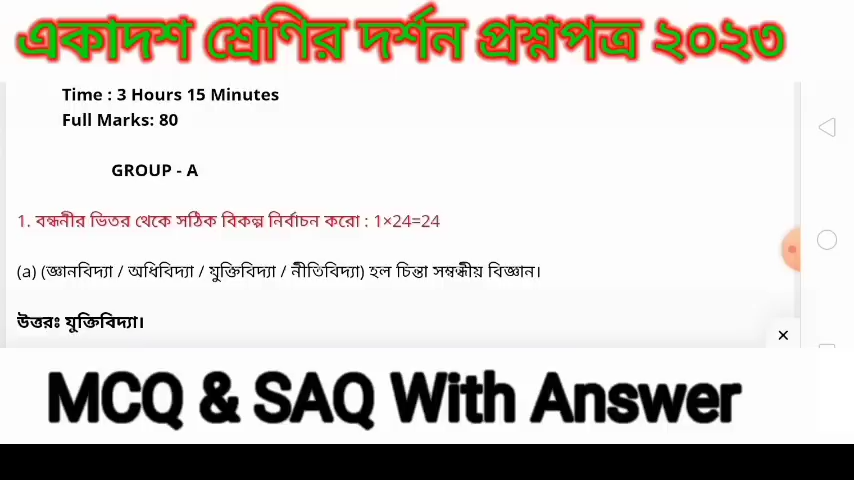 একাদশ শ্রেণির দর্শন প্রশ্নপত্র ২০২৩
Time : 3 Hours 15 Minutes
Full Marks: 80
GROUP - A
1. বন্ধনীর ভিতর থেকে সঠিক বিকল্প নির্বাচন করো : 1×24=24
(a) (জ্ঞানবিদ্যা / অধিবিদ্যা / যুক্তিবিদ্যা / নীতিবিদ্যা) হল চিন্তা সম্বন্ধীয় বিজ্ঞান।
উত্তরঃ যুক্তিবিদ্যা।
MCQ & SAQ With Answer